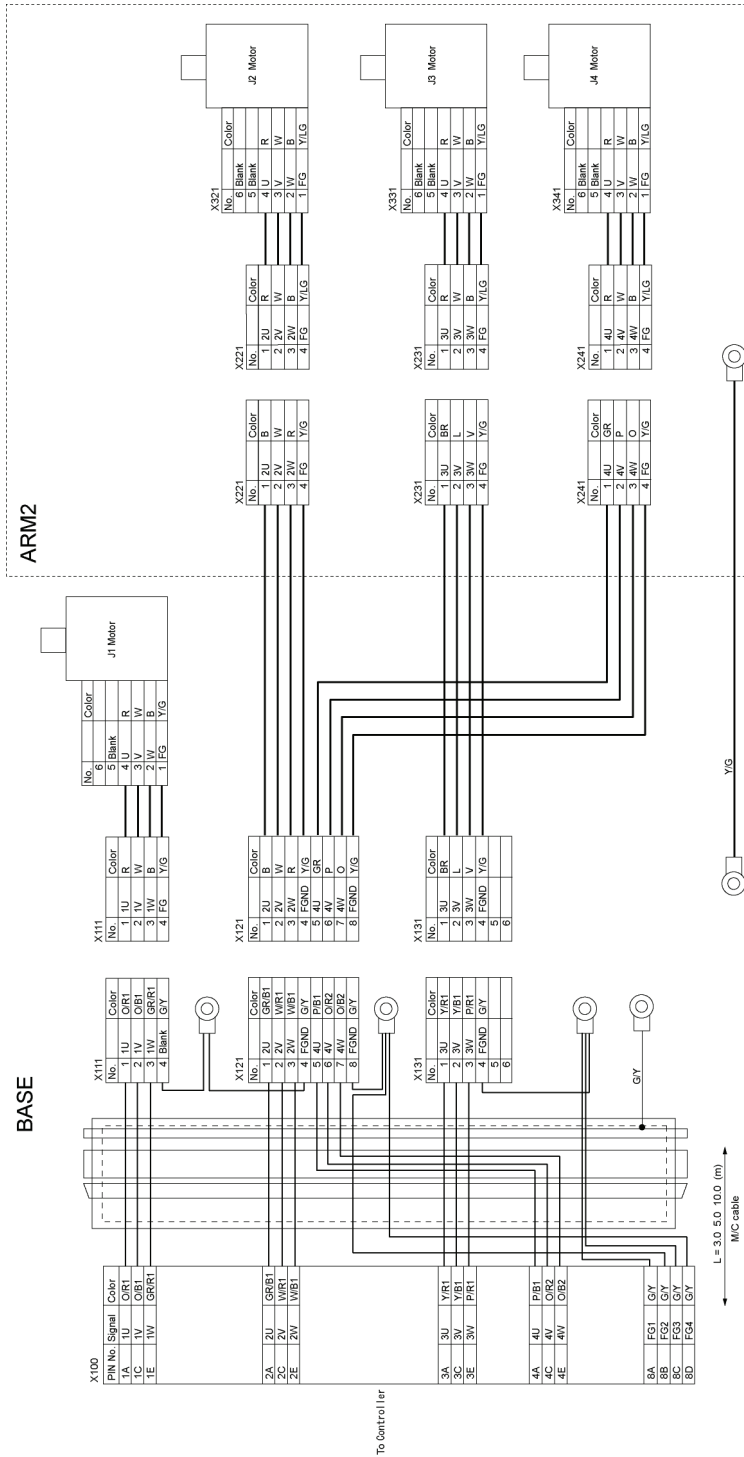 BASE
ARM2
To Controller
X100
PIN No. Signal Color
1A 1U O/R1
1C 1V O/B1
1E 1W GR/R1
2A 2U GR/B1
2C 2V W/R1
2E 2W W/B1
3A 3U Y/R1
3C 3V Y/B1
3E 3W P/R1
4A 4U P/B1
4C 4V O/R2
4E 4W O/B2
8A FG1 G/Y
8B FG2 G/Y
8C FG3 G/Y
8D FG4 G/Y
L = 3.0 5.0 10.0 (m)
M/C cable
G/Y
X111
No. Color
1 1U O/R1
2 1V O/B1
3 1W GR/R1
4 Blank G/Y
X121
No. Color
1 2U GR/B1
2 2V W/R1
3 2W W/B1
4 FGND G/Y
5 4U P/B1
6 4V O/R2
7 4W O/B2
8 FGND G/Y
X131
No. Color
1 3U Y/R1
2 3V Y/B1
3 3W P/R1
4 FGND G/Y
5
6
X111
No. Color
1 1U R
2 1V W
3 1W B
4 FG Y/G
X121
No. Color
1 2U B
2 2V W
3 2W R
4 FGND Y/G
5 4U GR
6 4V P
7 4W O
8 FGND Y/G
X131
No. Color
1 3U BR
2 3V L
3 3W V
4 FGND Y/G
5
6
No. Color
6
5 Blank
4 U R
3 V W
2 W B
1 FG Y/G
J1 Motor
Y/G
X221
No. Color
1 2U B
2 2V W
3 2W R
4 FG Y/G
X231
No. Color
1 3U BR
2 3V L
3 3W V
4 FG Y/G
X241
No. Color
1 4U GR
2 4V P
3 4W O
4 FG Y/G
X221
No. Color
1 2U R
2 2V W
3 2W B
4 FG Y/LG
X231
No. Color
1 3U R
2 3V W
3 3W B
4 FG Y/LG
X241
No. Color
1 4U R
2 4V W
3 4W B
4 FG Y/LG
X321
No. Color
6 Blank
5 Blank
4 U R
3 V W
2 W B
1 FG Y/LG
J2 Motor
X331
No. Color
6 Blank
5 Blank
4 U R
3 V W
2 W B
1 FG Y/LG
J3 Motor
X341
No. Color
6 Blank
5 Blank
4 U R
3 V W
2 W B
1 FG Y/LG
J4 Motor